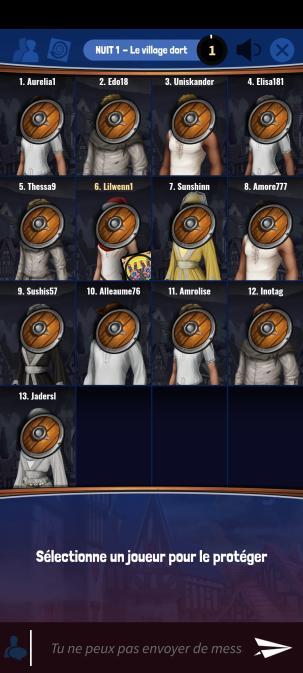 NUIT 1 – Le village dort
1
1. Aurelia1
2. Edo18
3. Uniskander
4. Elisa181
5. Thessa9
6. Lilwenn1
7. Sunshinn
8. Amore777
9. Sushis57
10. Alleaume76
11. Amrolise
12. Inotag
13. Jadersl
Sélectionne un joueur pour le protéger
Tu ne peux pas envoyer de mess